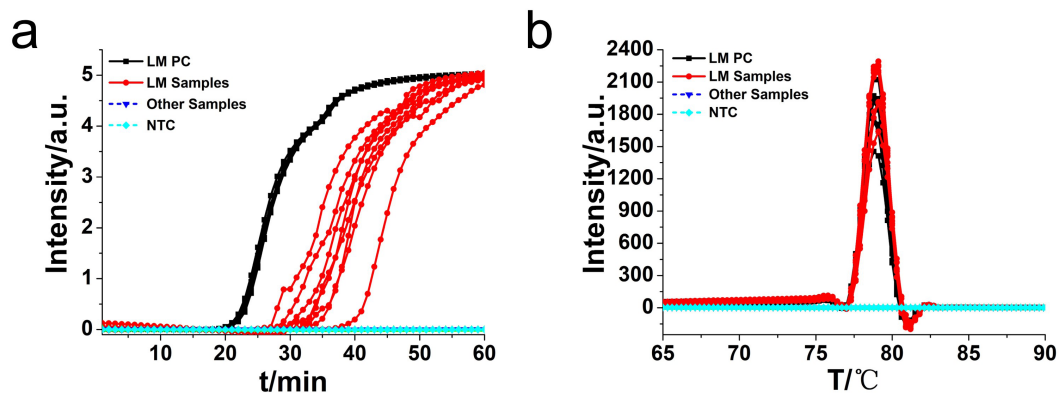 a
LM PC
LM Samples
Other Samples
NTC
Intensity/a.u.
5
4
3
2
1
0
10 20 30 40 50 60
t/min
b
LM PC
LM Samples
Other Samples
NTC
Intensity/a.u.
2400
2100
1800
1500
1200
900
600
300
0
65 70 75 80 85 90
T/℃